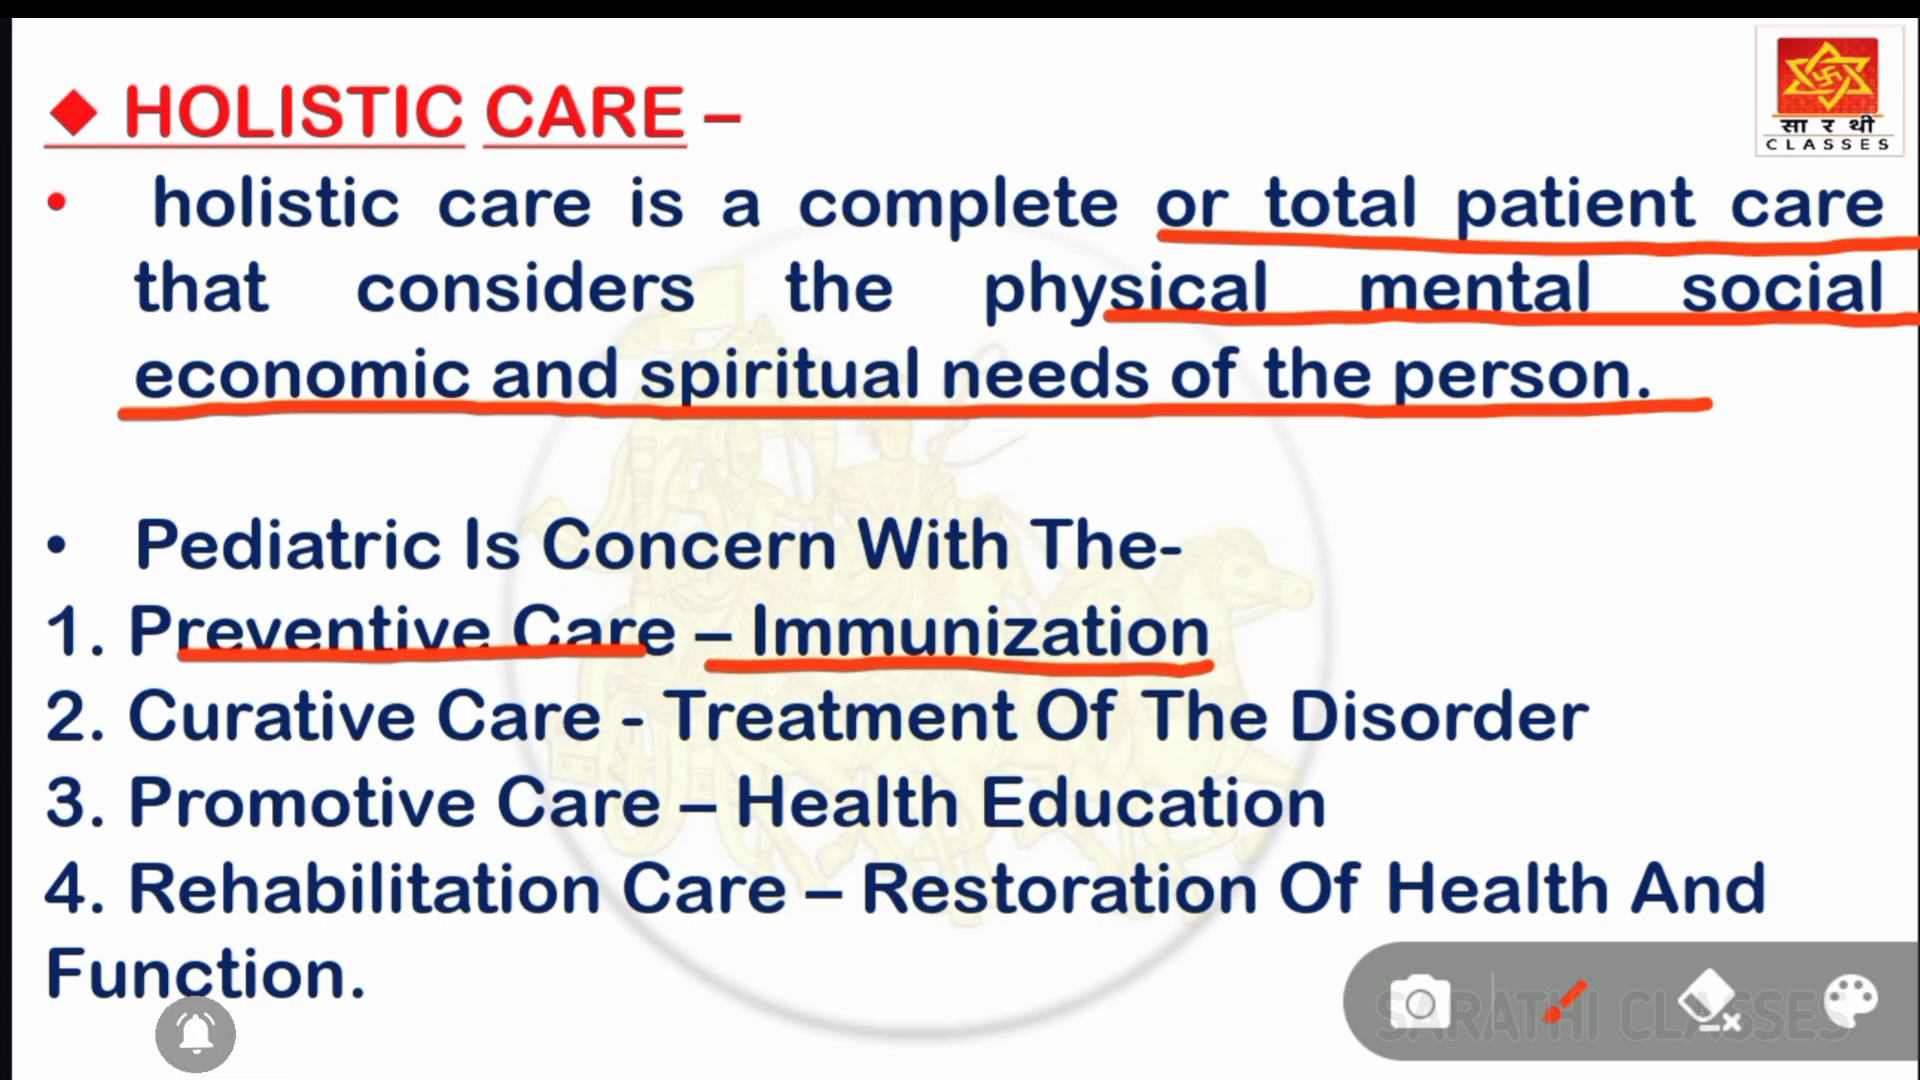 ◆ HOLISTIC CARE –
सा र थी
CLASSES
• holistic care is a complete or total patient care
that considers the physical mental social
economic and spiritual needs of the person.
• Pediatric Is Concern With The-
1. Preventive Care – Immunization
2. Curative Care - Treatment Of The Disorder
3. Promotive Care – Health Education
4. Rehabilitation Care – Restoration Of Health And
Function.
SARATHI CLASSES